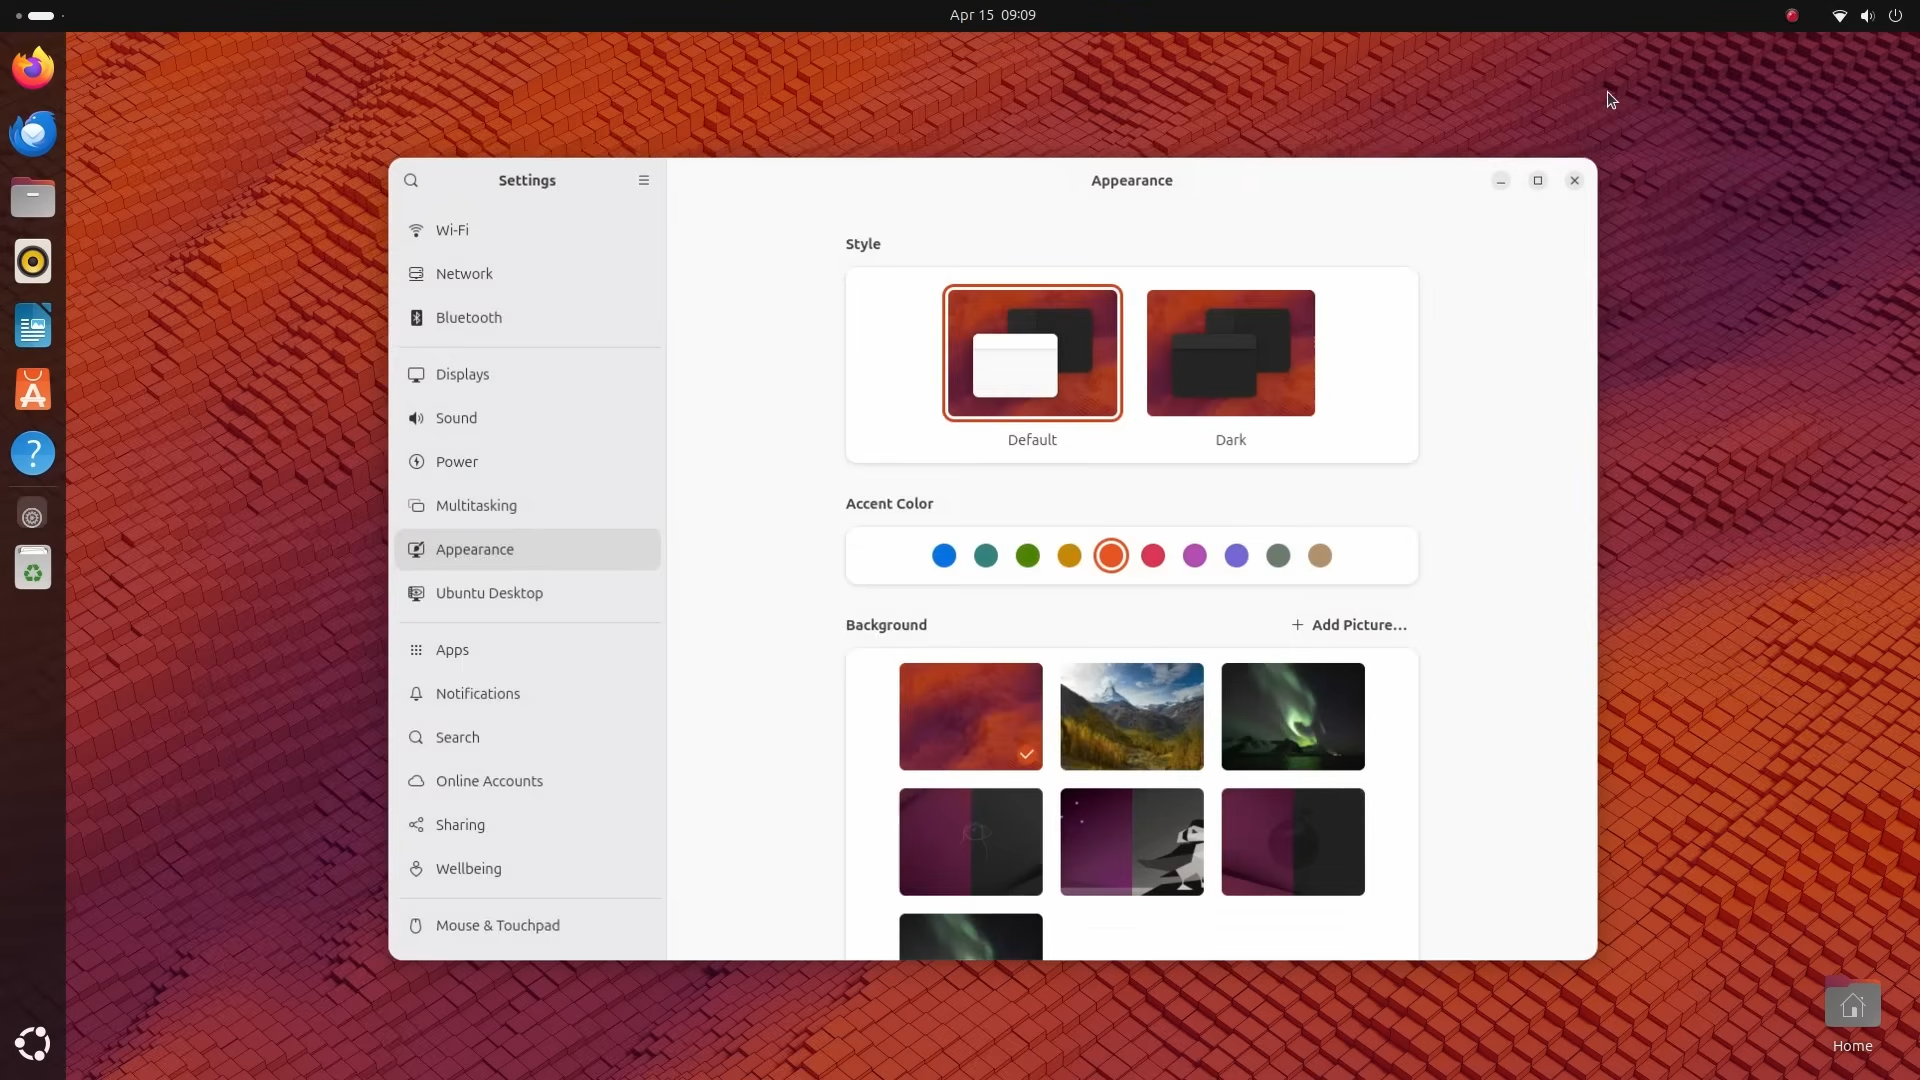 Apr 15 09:09
Settings
Appearance
Wi-Fi
Network
Bluetooth
Displays
Sound
Power
Multitasking
Appearance
Ubuntu Desktop
Apps
Notifications
Search
Online Accounts
Sharing
Wellbeing
Mouse & Touchpad
Style
Default
Dark
Accent Color
Background
Add Picture...
Home